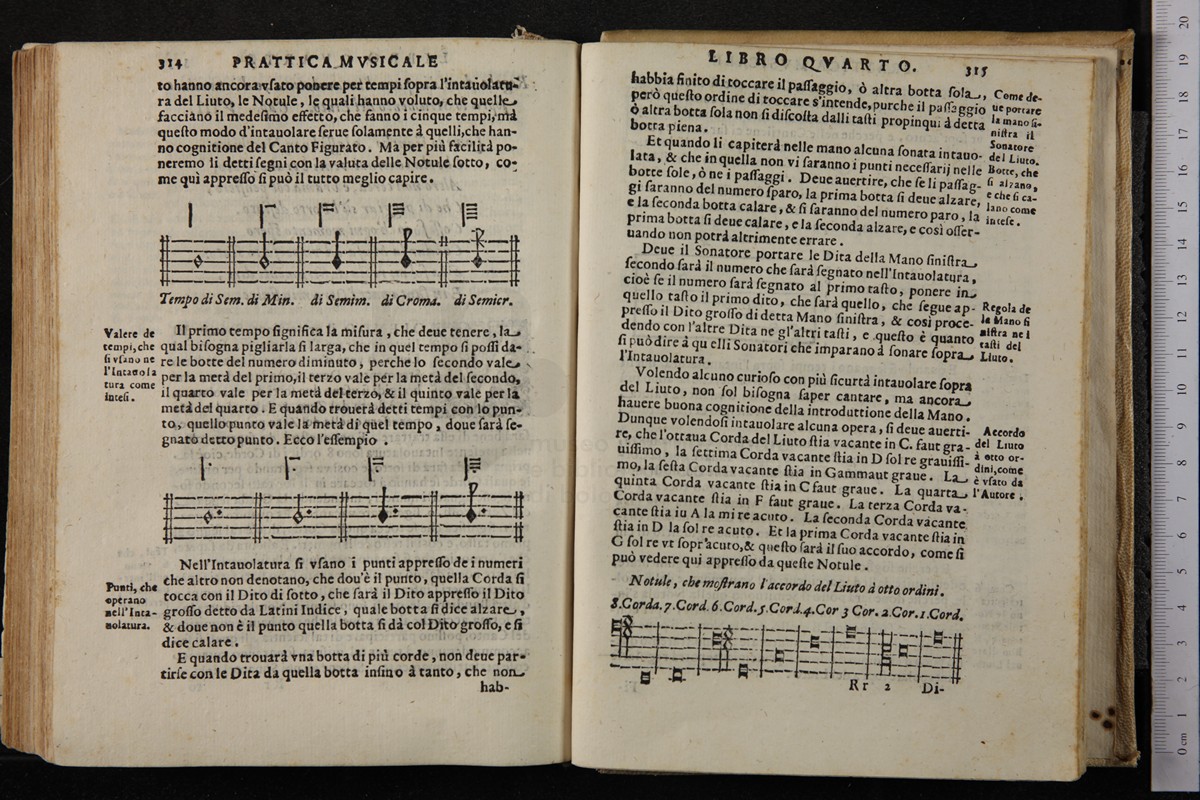 314 PRATTICA MVSICALE
to hanno ancora vſato ponere per tempi ſopra l'intauolatu-
ra del Liuto, le Notule, le quali hanno voluto, che quelle
facciano il medeſimo effetto, che fanno i cinque tempi, mà
queſto modo d'intauolare ſerue ſolamente à quelli, che han-
no cognitione del Canto Figurato. Ma per più facilità po-
neremo li detti ſegni con la valuta delle Notule ſotto, co-
me quì appreſſo ſi può il tutto meglio capire.
Tempo di Sem. di Min. di Semim. di Croma. di Semicr.
Valere de
tempi, che
ſi vſano ne
l'Intauola
tura come
inteſi.
Il primo tempo ſignifica la miſura, che deue tenere, la
qual biſogna pigliarla ſi larga, che in quel tempo ſi poſſi da-
re le botte del numero diminuto, perche lo ſecondo vale
per la metà del primo, il terzo vale per la metà del ſecondo,
il quarto vale per la metà del terzo, & il quinto vale per la
metà del quarto. E quando trouerà detti tempi con lo pun-
to, quello punto vale la metà di quel tempo, doue ſarà ſe-
gnato detto punto. Ecco l'eſſempio.
Punti, che
operano
nell'Inta-
uolatura.
Nell'Intauolatura ſi vſano i punti appreſſo de i numeri
che altro non denotano, che dou'è il punto, quella Corda ſi
tocca con il Dito di ſotto, che ſarà il Dito appreſſo il Dito
groſſo detto da Latini Indice, quale botta ſi dice alzare,
& doue non è il punto quella botta ſi dà col Dito groſſo, e ſi
dice calare.
E quando trouarà vna botta di più corde, non deue par-
tirſe con le Dita da quella botta inſino à tanto, che non
hab-
LIBRO QVARTO. 315
habbia finito di toccare il paſſaggio, ò altra botta ſola,
però queſto ordine di toccare s'intende, purche il paſſaggio
ò altra botta ſola non ſi diſcoſta dalli taſti propinqui à detta
botta piena.
Et quando li capiterà nelle mano alcuna ſonata intauo-
lata, & che in quella non vi ſaranno i punti neceſſarij nelle
botte ſole, ò ne i paſſaggi. Deue auertire, che ſe li paſſag-
gi ſaranno del numero ſparo, la prima botta ſi deue alzare,
e la ſeconda botta calare, & ſi ſaranno del numero paro, la
prima botta ſi deue calare, e la ſeconda alzare, e così oſſer-
uando non potrà altrimente errare.
Come de-
ue portare
la mano ſi-
niſtra il
Sonatore
del Liuto.
Botte, che
ſi alzano,
e che ſi ca-
lano come
inteſe.
Deue il Sonatore portare le Dita della Mano ſiniſtra
ſecondo ſarà il numero che ſarà ſegnato nell'Intauolatura,
cioè ſe il numero ſarà ſegnato al primo taſto, ponere in
quello taſto il primo dito, che ſarà quello, che ſegue ap-
preſſo il Dito groſſo di detta Mano ſiniſtra, & così proce-
dendo con l'altre Dita ne gl'altri taſti, e queſto è quanto
ſi può dire à quelli Sonatori che imparano à ſonare ſopra
l'Intauolatura.
Regola de
la Mano ſi
niſtra ne i
taſti del
Liuto.
Volendo alcuno curioſo con più ſicurtà intauolare ſopra
del Liuto, non ſol biſogna ſaper cantare, ma ancora
hauere buona cognitione della introduttione della Mano.
Dunque volendoſi intauolare alcuna opera, ſi deue auerti-
re, che l'ottaua Corda del Liuto ſtia vacante in C. faut gra-
uiſſimo, la ſettima Corda vacante ſtia in D ſol re grauiſſi-
mo, la ſeſta Corda vacante ſtia in Gammaut graue. La
quinta Corda vacante ſtia in C faut graue. La quarta
Corda vacante ſtia in F faut graue. La terza Corda va-
cante ſtia iu A la mi re acuto. La ſeconda Corda vacante
ſtia in D la ſol re acuto. Et la prima Corda vacante ſtia in
G ſol re vt ſopr'acuto, & queſto ſarà il ſuo accordo, come ſi
può vedere qui appreſſo da queſte Notule.
Accordo
del Liuto
à otto or-
dini, come
è vſato da
l'Autore.
Notule, che moſtrano l'accordo del Liuto à otto ordini.
8.Corda. 7.Cord. 6.Cord. 5.Cord. 4.Cor 3 Cor. 2.Cor. 1.Cord.
Rr 2 Di-